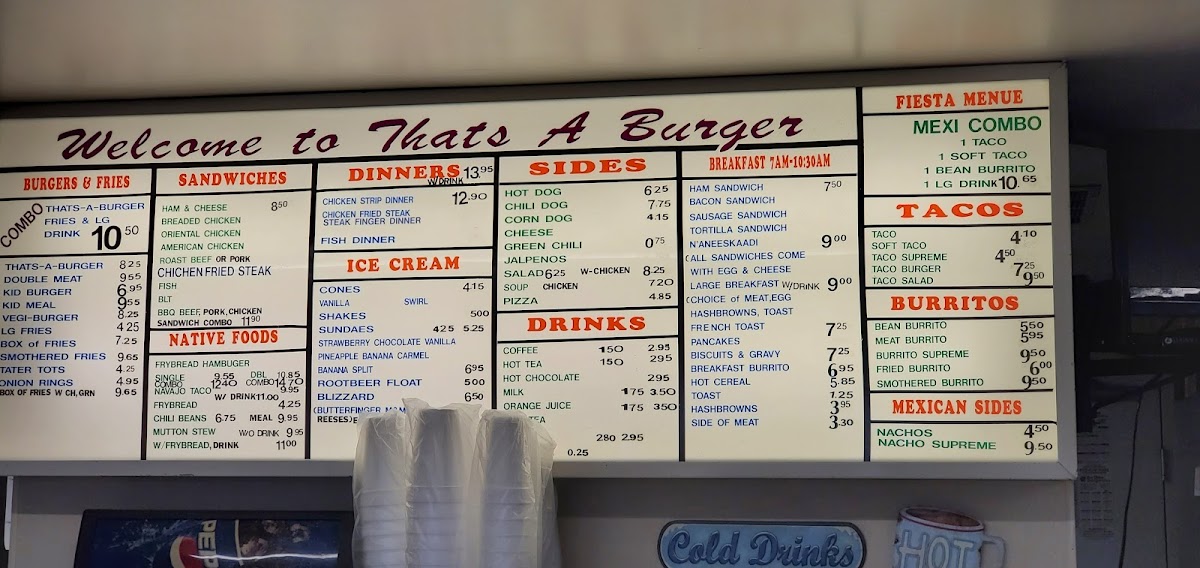 Welcome to Thats A Burger
BURGERS & FRIES
COMBO
THATS-A-BURGER
FRIES & LG
DRINK 10 50
THATS-A-BURGER 8 25
DOUBLE MEAT 9 55
KID BURGER 6 95
KID MEAL 9 55
VEGI-BURGER 8.25
LG FRIES 4 25
BOX OF FRIES 7.25
SMOTHERED FRIES 9 65
TATER TOTS 4.25
ONION RINGS 4.95
BOX OF FRIES W CH,GRN 9.65
SANDWICHES
HAM & CHEESE 8 50
BREADED CHICKEN
ORIENTAL CHICKEN
AMERICAN CHICKEN
ROAST BEEF OR PORK
CHICHEN FRIED STEAK
FISH
BLT
BBQ BEEF, PORK, CHICKEN
SANDWICH COMBO 11 90
NATIVE FOODS
FRYBREAD HAMBUGER
SINGLE 9.55 DBL 10.85
COMBO 12 40 COMBO 14.70
NAVAJO TACO 9.95
W/ DRINK 11.00
FRYBREAD 4.25
CHILI BEANS 6.75 MEAL 9.95
MUTTON STEW W/O DRINK 9 95
W/FRYBREAD, DRINK 11 00
DINNERS 13.95
W/DRINK
CHICKEN STRIP DINNER 12.90
CHICKEN FRIED STEAK
STEAK FINGER DINNER
FISH DINNER
ICE CREAM
CONES 4.15
VANILLA SWIRL
SHAKES 5 00
SUNDAES 4 25 5.25
STRAWBERRY CHOCOLATE VANILLA
PINEAPPLE BANANA CARMEL
BANANA SPLIT 6 95
ROOTBEER FLOAT 5 00
BLIZZARD 6 50
(BUTTERFINGER
REESES)
SIDES
HOT DOG 6 25
CHILI DOG 7.75
CORN DOG 4.15
CHEESE
GREEN CHILI 0 75
JALPENOS
SALAD 6 25 W-CHICKEN 8.25
SOUP CHICKEN 7 20
PIZZA 4.85
DRINKS
COFFEE 1 50 2.95
HOT TEA 1 50 2 95
HOT CHOCOLATE 2 95
MILK 1 75 3.50
ORANGE JUICE 1 75 3 50
TEA
2 80 2.95
0.25
BREAKFAST 7AM-10:30AM
HAM SANDWICH 7 50
BACON SANDWICH
SAUSAGE SANDWICH
TORTILLA SANDWICH
N'ANEESKAADI 9 00
(ALL SANDWICHES COME
WITH EGG & CHEESE
LARGE BREAKFAST W/DRINK 9 00
(CHOICE of MEAT,EGG
HASHBROWNS, TOAST
FRENCH TOAST 7 25
PANCAKES
BISCUITS & GRAVY 7 25
BREAKFAST BURRITO 6 95
HOT CEREAL 5 85
TOAST 1.25
HASHBROWNS 3 95
SIDE OF MEAT 3 30
FIESTA MENUE
MEXI COMBO
1 TACO
1 SOFT TACO
1 BEAN BURRITO
1 LG DRINK 10. 65
TACOS
TACO 4 .10
SOFT TACO
TACO SUPREME 4 50
TACO BURGER 7 25
TACO SALAD 9 50
BURRITOS
BEAN BURRITO 5 50
MEAT BURRITO 5 95
BURRITO SUPREME 9 50
FRIED BURRITO 6 00
SMOTHERED BURRITO 9 50
MEXICAN SIDES
NACHOS 4 50
NACHO SUPREME 9 .50
PEPSI
Cold Drinks
HOT